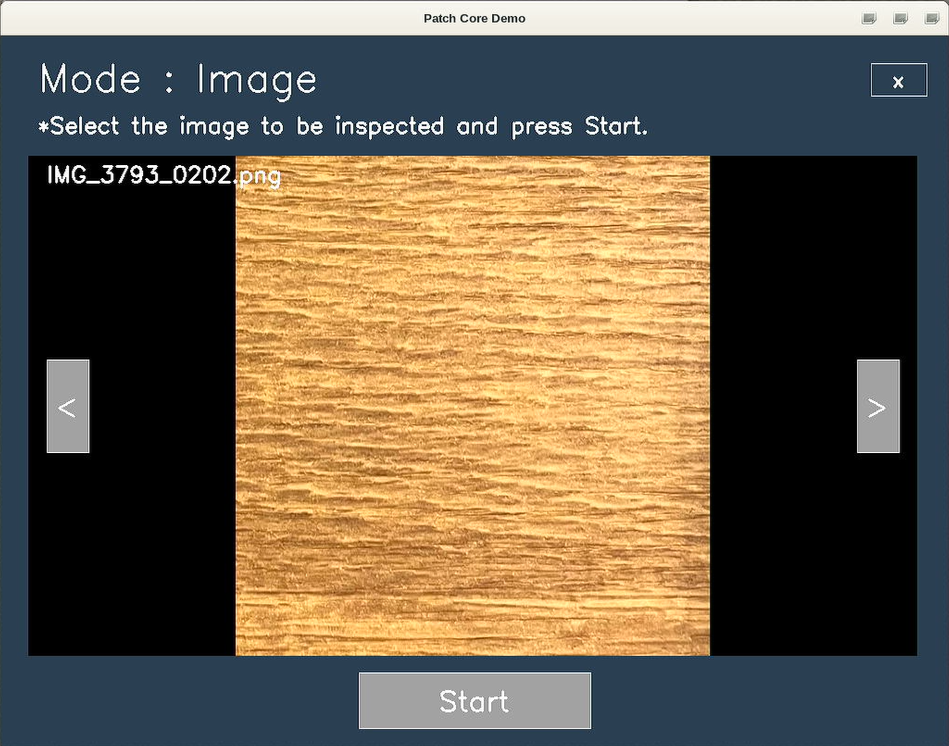 Patch Core Demo
Mode : Image
x
*Select the image to be inspected and press Start.
IMG_3793_0202.png
<
>
Start